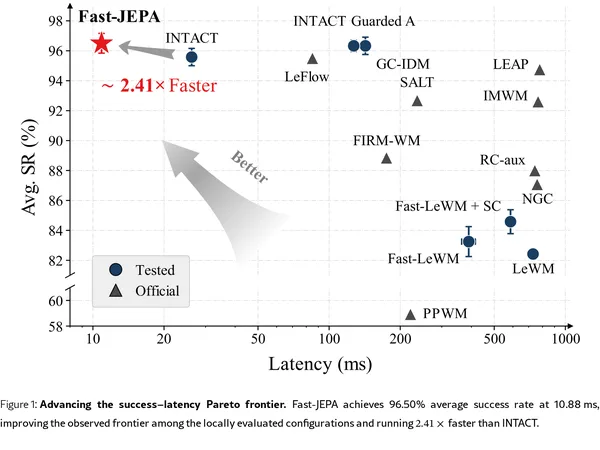 Fast-JEPA
INTACT
INTACT Guarded A
~ 2.41× Faster
LeFlow
GC-IDM
SALT
LEAP
IMWM
FIRM-WM
RC-aux
NGC
Better
Fast-LeWM + SC
Fast-LeWM
LeWM
PPWM
Tested
Official
Avg. SR (%)
98
96
94
92
90
88
86
84
82
60
58
10 20 50 100 200 500 1000
Latency (ms)
Figure 1: Advancing the success–latency Pareto frontier. Fast-JEPA achieves 96.50% average success rate at 10.88 ms,
improving the observed frontier among the locally evaluated configurations and running 2.41 × faster than INTACT.